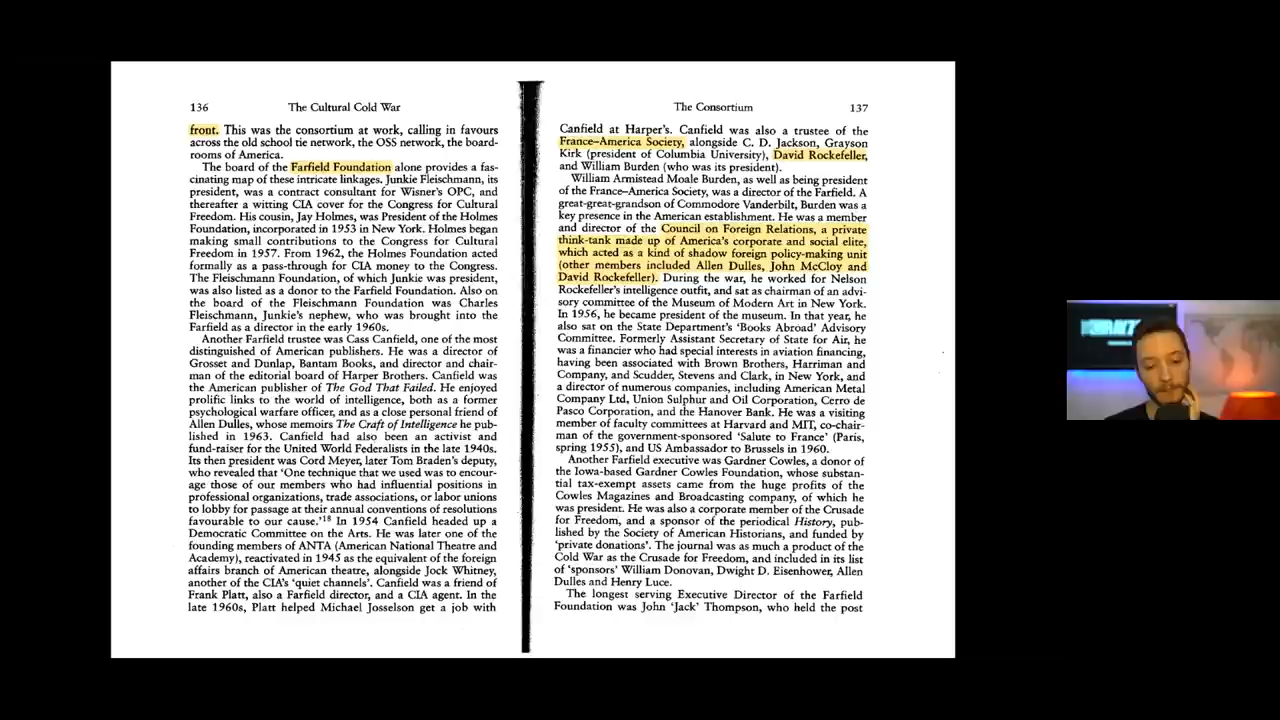 136 The Cultural Cold War
front. This was the consortium at work, calling in favours
across the old school tie network, the OSS network, the board-
rooms of America.
The board of the Farfield Foundation alone provides a fas-
cinating map of these intricate linkages. Junkie Fleischmann, its
president, was a contract consultant for Wisner's OPC, and
thereafter a witting CIA cover for the Congress for Cultural
Freedom. His cousin, Jay Holmes, was President of the Holmes
Foundation, incorporated in 1953 in New York. Holmes began
making small contributions to the Congress for Cultural
Freedom in 1957. From 1962, the Holmes Foundation acted
formally as a pass-through for CIA money to the Congress.
The Fleischmann Foundation, of which Junkie was president,
was also listed as a donor to the Farfield Foundation. Also on
the board of the Fleischmann Foundation was Charles
Fleischmann, Junkie's nephew, who was brought into the
Farfield as a director in the early 1960s.
Another Farfield trustee was Cass Canfield, one of the most
distinguished of American publishers. He was a director of
Grosset and Dunlap, Bantam Books, and director and chair-
man of the editorial board of Harper Brothers. Canfield was
the American publisher of The God That Failed. He enjoyed
prolific links to the world of intelligence, both as a former
psychological warfare officer, and as a close personal friend of
Allen Dulles, whose memoirs The Craft of Intelligence he pub-
lished in 1963. Canfield had also been an activist and
fund-raiser for the United World Federalists in the late 1940s.
Its then president was Cord Meyer, later Tom Braden's deputy,
who revealed that 'One technique that we used was to encour-
age those of our members who had influential positions in
professional organizations, trade associations, or labor unions
to lobby for passage at their annual conventions of resolutions
favourable to our cause.'18 In 1954 Canfield headed up a
Democratic Committee on the Arts. He was later one of the
founding members of ANTA (American National Theatre and
Academy), reactivated in 1945 as the equivalent of the foreign
affairs branch of American theatre, alongside Jock Whitney,
another of the CIA's 'quiet channels'. Canfield was a friend of
Frank Platt, also a Farfield director, and a CIA agent. In the
late 1960s, Platt helped Michael Josselson get a job with
The Consortium 137
Canfield at Harper's. Canfield was also a trustee of the
France–America Society, alongside C. D. Jackson, Grayson
Kirk (president of Columbia University), David Rockefeller,
and William Burden (who was its president).
William Armistead Moale Burden, as well as being president
of the France–America Society, was a director of the Farfield. A
great-great-grandson of Commodore Vanderbilt, Burden was a
key presence in the American establishment. He was a member
and director of the Council on Foreign Relations, a private
think-tank made up of America's corporate and social elite,
which acted as a kind of shadow foreign policy-making unit
(other members included Allen Dulles, John McCloy and
David Rockefeller). During the war, he worked for Nelson
Rockefeller's intelligence outfit, and sat as chairman of an advi-
sory committee of the Museum of Modern Art in New York.
In 1956, he became president of the museum. In that year, he
also sat on the State Department's 'Books Abroad' Advisory
Committee. Formerly Assistant Secretary of State for Air, he
was a financier who had special interests in aviation financing,
having been associated with Brown Brothers, Harriman and
Company, and Scudder, Stevens and Clark, in New York, and
a director of numerous companies, including American Metal
Company Ltd, Union Sulphur and Oil Corporation, Cerro de
Pasco Corporation, and the Hanover Bank. He was a visiting
member of faculty committees at Harvard and MIT, co-chair-
man of the government-sponsored 'Salute to France' (Paris,
spring 1955), and US Ambassador to Brussels in 1960.
Another Farfield executive was Gardner Cowles, a donor of
the Iowa-based Gardner Cowles Foundation, whose substan-
tial tax-exempt assets came from the huge profits of the
Cowles Magazines and Broadcasting company, of which he
was president. He was also a corporate member of the Crusade
for Freedom, and a sponsor of the periodical History, pub-
lished by the Society of American Historians, and funded by
'private donations'. The journal was as much a product of the
Cold War as the Crusade for Freedom, and included in its list
of 'sponsors' William Donovan, Dwight D. Eisenhower, Allen
Dulles and Henry Luce.
The longest serving Executive Director of the Farfield
Foundation was John 'Jack' Thompson, who held the post